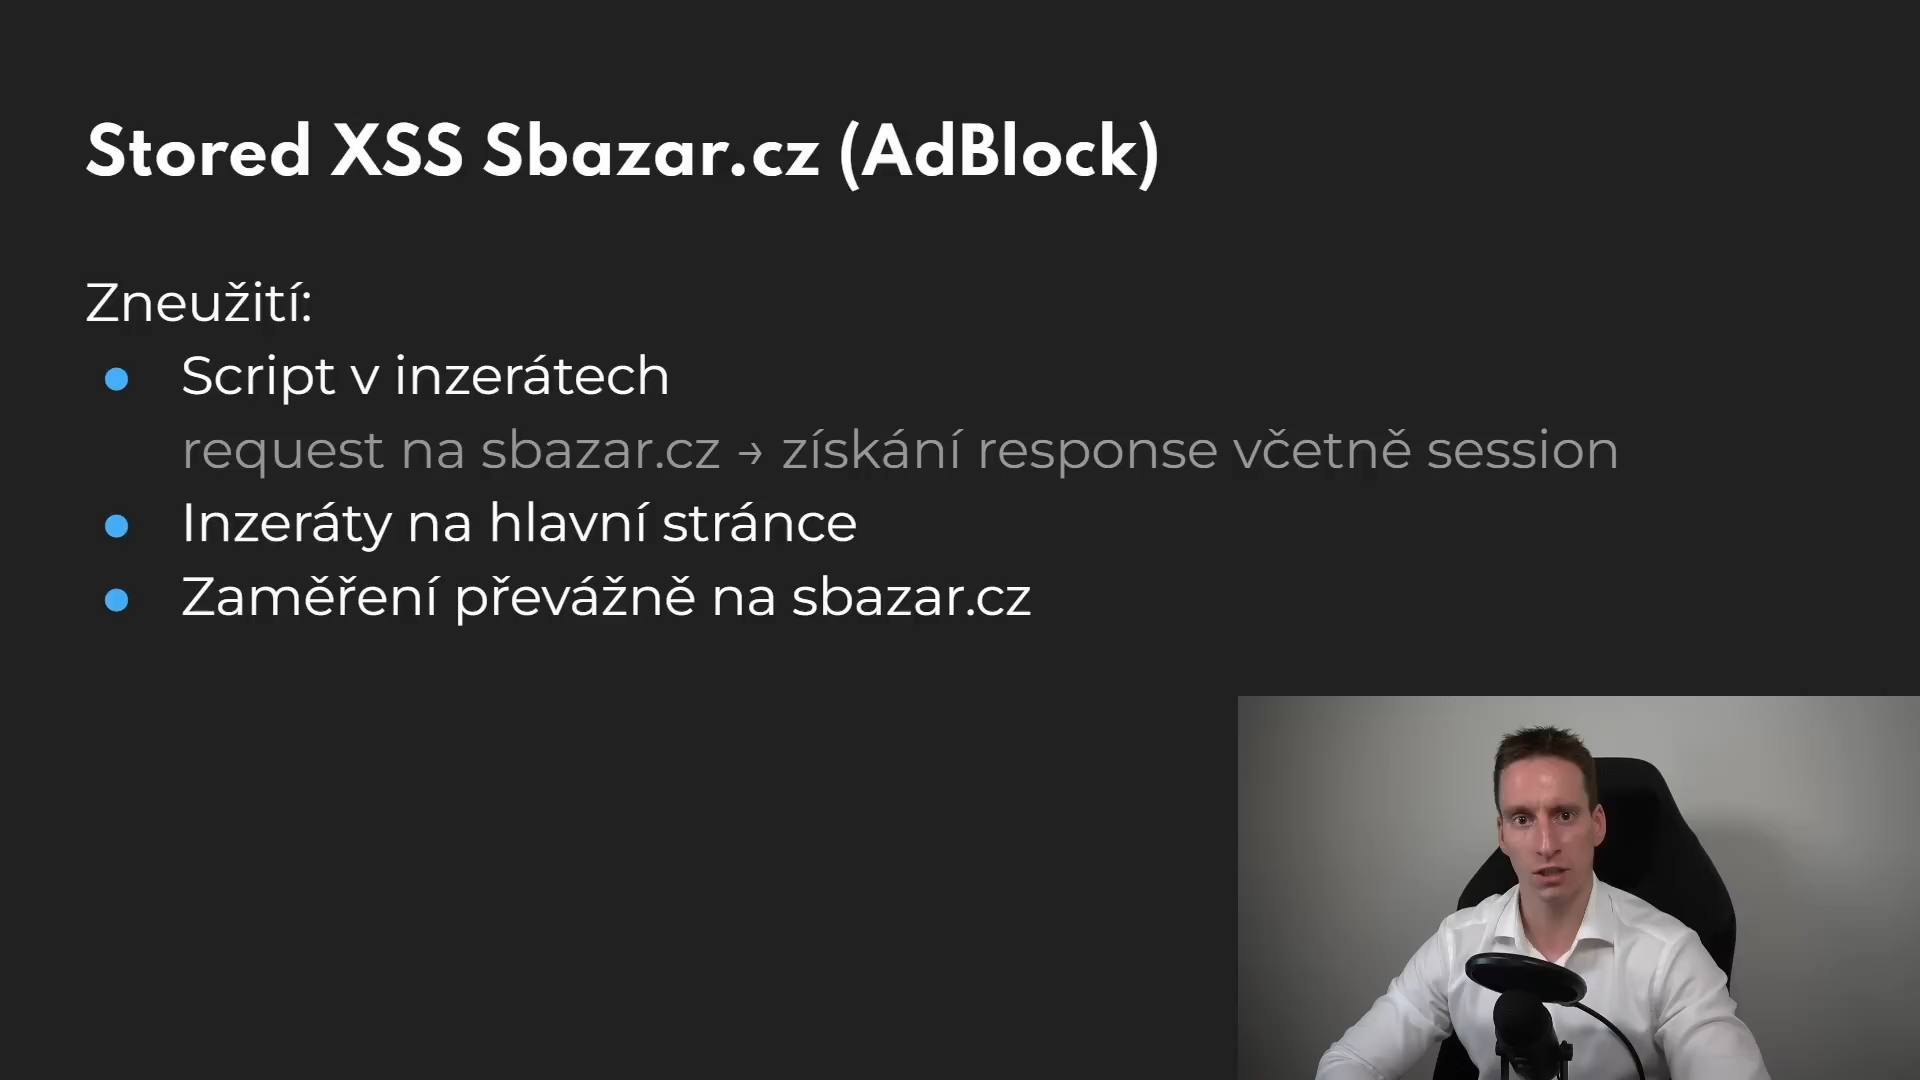 Stored XSS Sbazar.cz (AdBlock)
Zneužití:
● Script v inzerátech
request na sbazar.cz → získání response včetně session
● Inzeráty na hlavní stránce
● Zaměření převážně na sbazar.cz